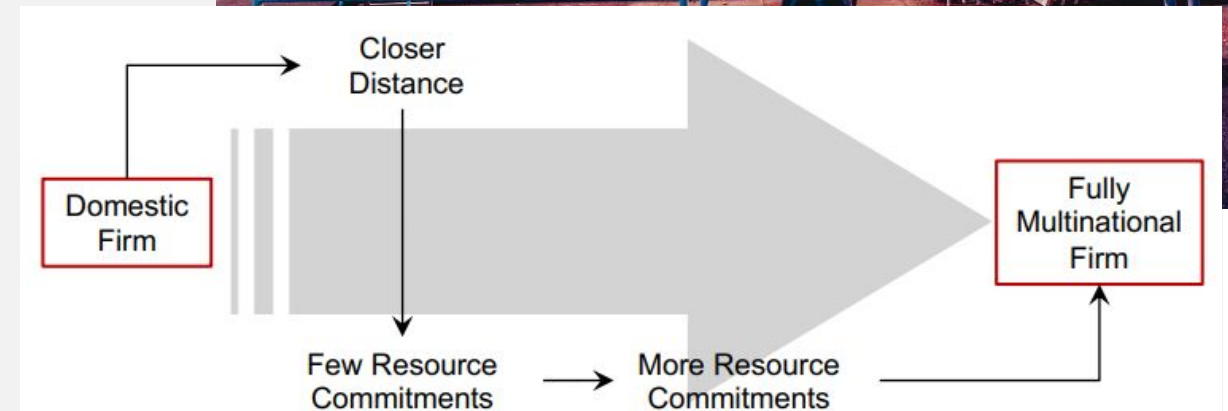 Closer
Distance
Domestic
Firm
Fully
Multinational
Firm
Few Resource
Commitments
More Resource
Commitments